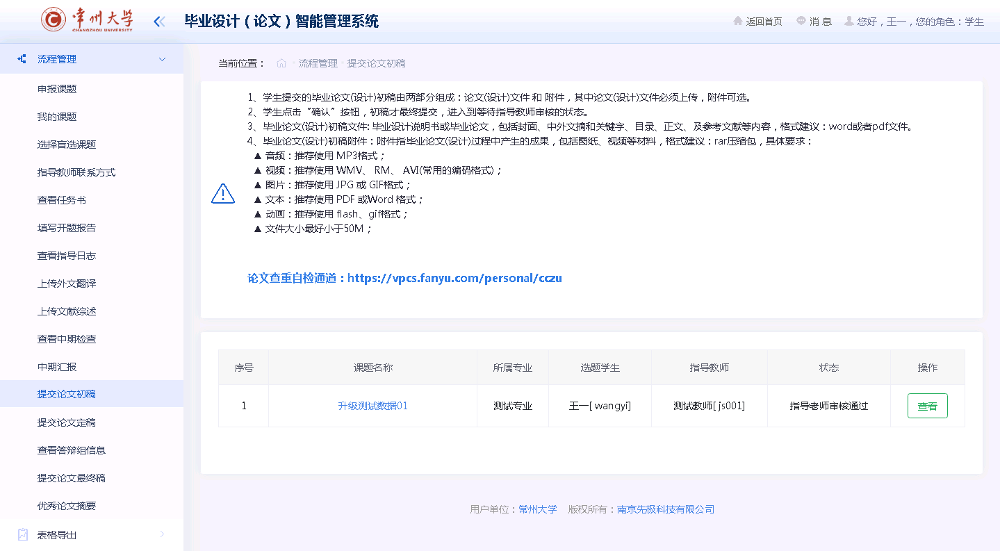 常州大学
CHANGZHOU UNIVERSITY
毕业设计（论文）智能管理系统
返回首页 消 息 您好，王一，您的角色：学生
流程管理
申报课题
我的课题
选择盲选课题
指导教师联系方式
查看任务书
填写开题报告
查看指导日志
上传外文翻译
上传文献综述
查看中期检查
中期汇报
提交论文初稿
提交论文定稿
查看答辩组信息
提交论文最终稿
优秀论文摘要
表格导出
当前位置： 流程管理 提交论文初稿
1、学生提交的毕业论文(设计)初稿由两部分组成：论文(设计)文件 和 附件，其中论文(设计)文件必须上传，附件可选。
2、学生点击“确认”按钮，初稿才最终提交，进入到等待指导教师审核的状态。
3、毕业论文(设计)初稿文件: 毕业设计说明书或毕业论文，包括封面、中外文摘和关键字、目录、正文、及参考文献等内容，格式建议：word或者pdf文件。
4、毕业论文(设计)初稿附件：附件指毕业论文(设计)过程中产生的成果，包括图纸、视频等材料，格式建议：rar压缩包，具体要求：
▲ 音频：推荐使用 MP3格式；
▲ 视频：推荐使用 WMV、 RM、 AVI(常用的编码格式)；
▲ 图片：推荐使用 JPG 或 GIF格式；
▲ 文本：推荐使用 PDF 或Word 格式；
▲ 动画：推荐使用 flash、gif格式；
▲ 文件大小最好小于50M；
论文查重自检通道：https://vpcs.fanyu.com/personal/cczu
序号 课题名称 所属专业 选题学生 指导教师 状态 操作
1 升级测试数据01 测试专业 王一[ wangyi] 测试教师[ js001] 指导老师审核通过 查看
用户单位：常州大学 版权所有：南京先极科技有限公司